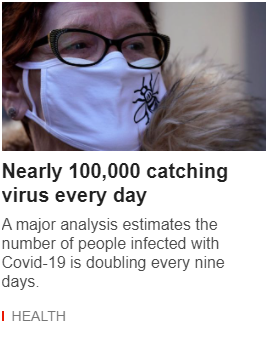 Nearly 100,000 catching
virus every day
A major analysis estimates the
number of people infected with
Covid-19 is doubling every nine
days.
HEALTH